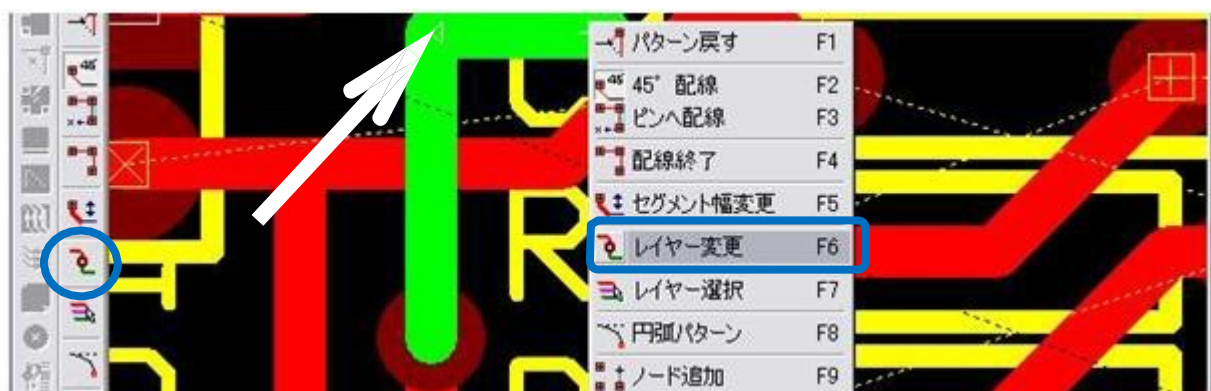 パターン戻す F1
45° 配線 F2
ピンへ配線 F3
配線終了 F4
セグメント幅変更 F5
レイヤー変更 F6
レイヤー選択 F7
円弧パターン F8
ノード追加 F9
45
45
R